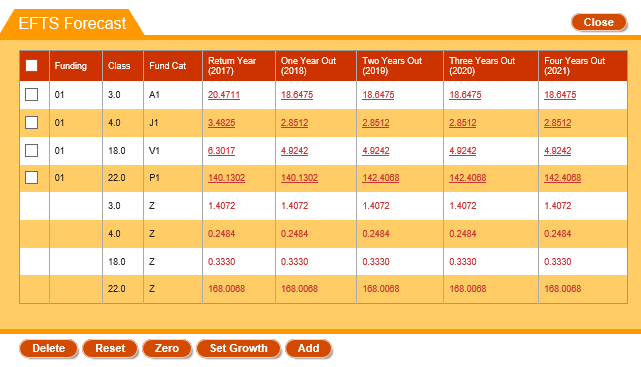 EFTS Forecast
Close
Funding Class Fund Cat Return Year (2017) One Year Out (2018) Two Years Out (2019) Three Years Out (2020) Four Years Out (2021)
01 3.0 A1 20.4711 18.6475 18.6475 18.6475 18.6475
01 4.0 J1 3.4825 2.8512 2.8512 2.8512 2.8512
01 18.0 V1 6.3017 4.9242 4.9242 4.9242 4.9242
01 22.0 P1 140.1302 140.1302 142.4068 142.4068 142.4068
3.0 Z 1.4072 1.4072 1.4072 1.4072 1.4072
4.0 Z 0.2484 0.2484 0.2484 0.2484 0.2484
18.0 Z 0.3330 0.3330 0.3330 0.3330 0.3330
22.0 Z 168.0068 168.0068 168.0068 168.0068 168.0068
Delete Reset Zero Set Growth Add